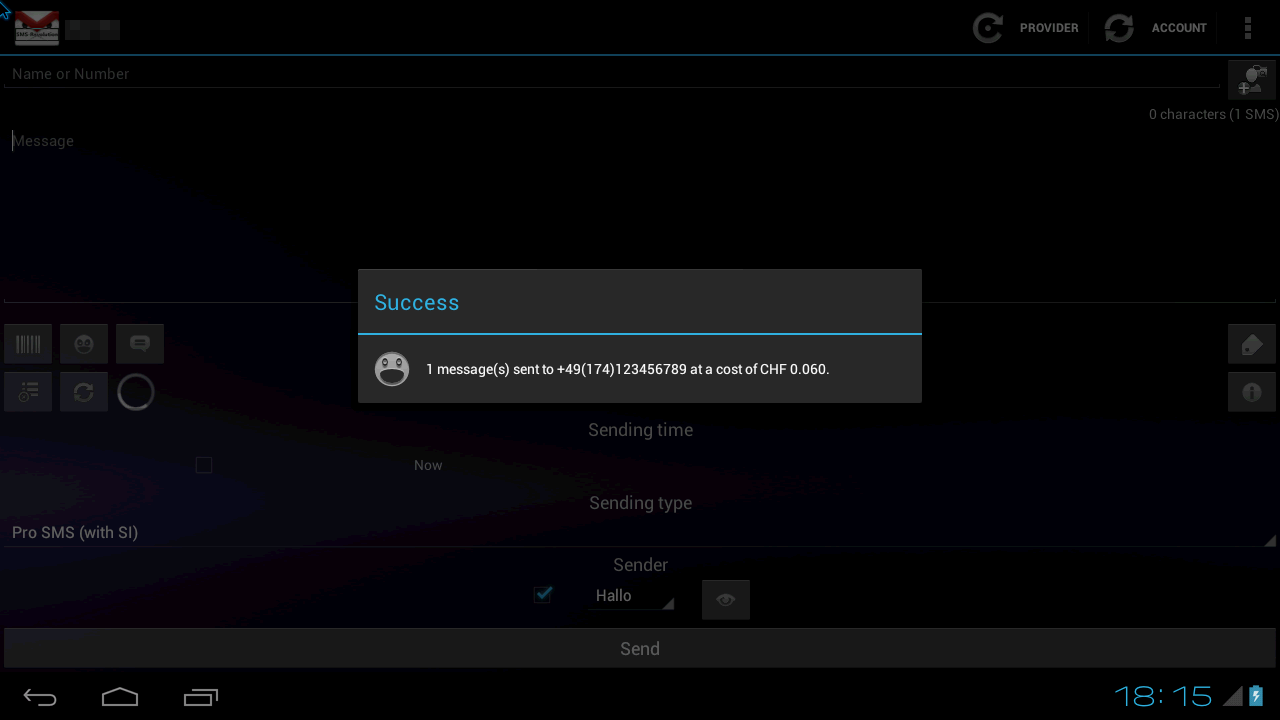 PROVIDER
ACCOUNT
Name or Number
0 characters (1 SMS)
Message
Success
1 message(s) sent to +49(174)123456789 at a cost of CHF 0.060.
Sending time
Now
Sending type
Pro SMS (with SI)
Sender
Hallo
Send
18:15